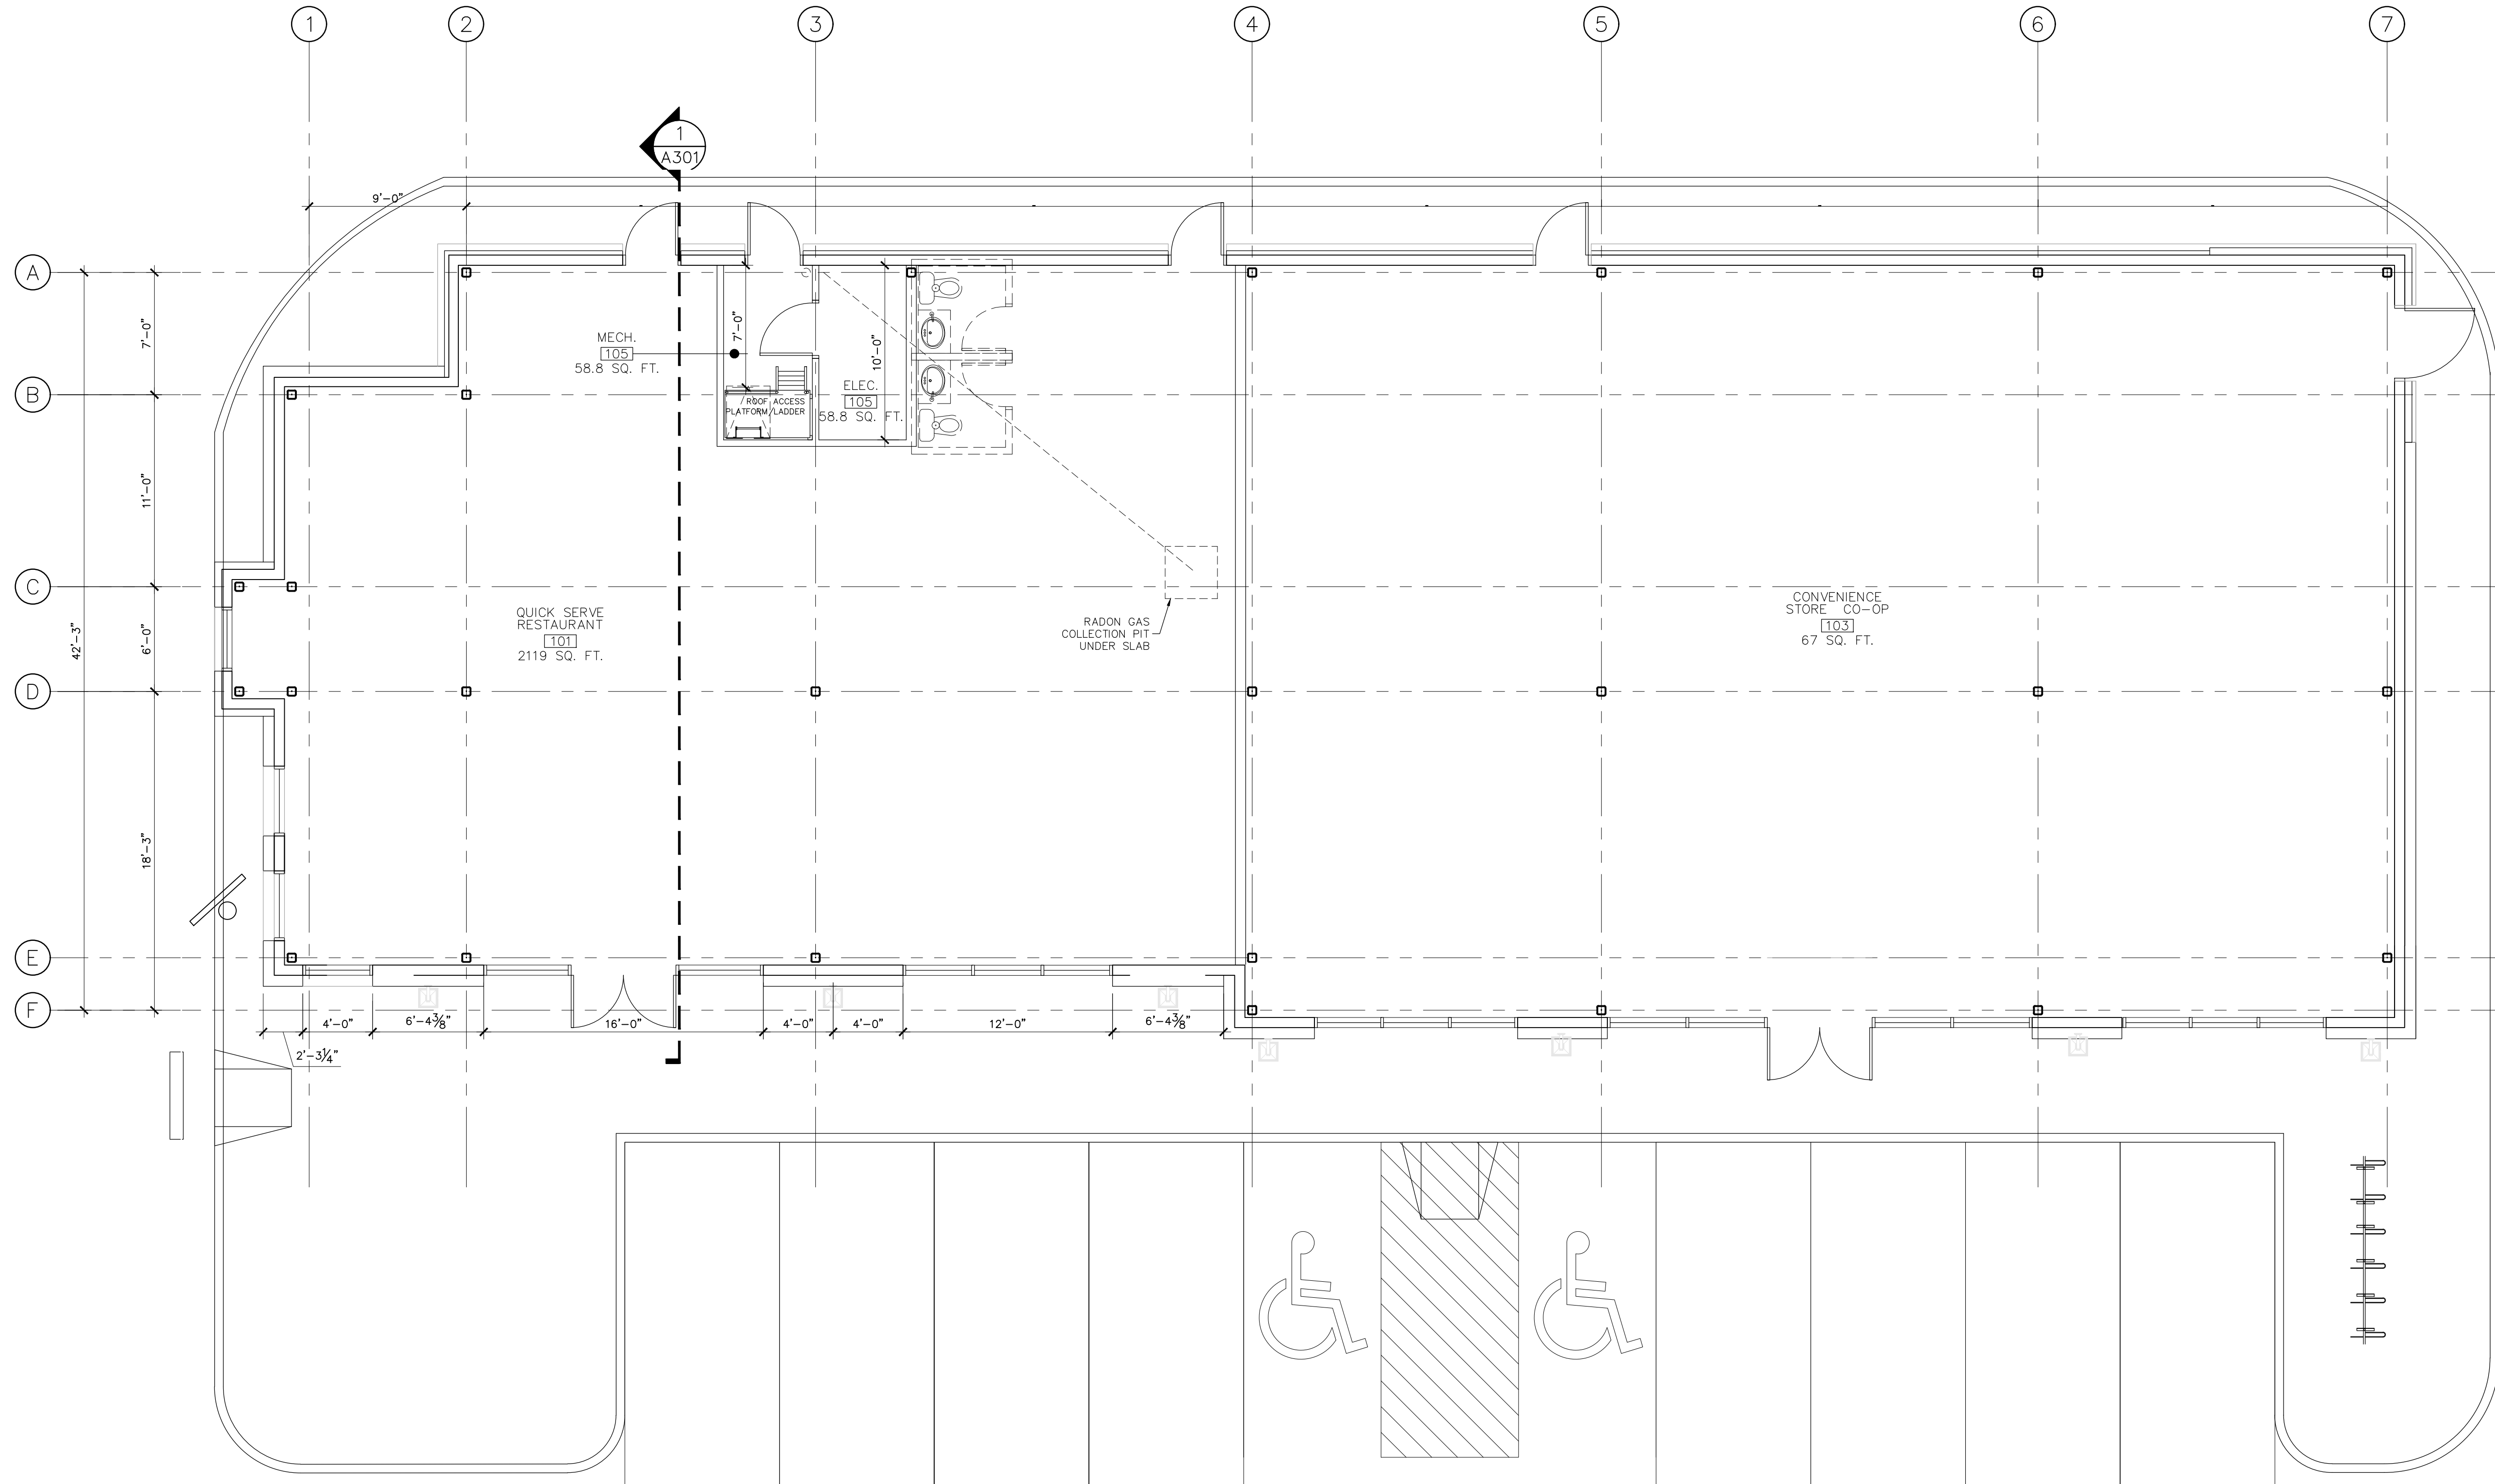 1
2
3
4
5
6
7
1
A301
9'-0"
A
7'-0"
B
11'-0"
C
6'-0"
42'-3"
D
18'-3"
E
F
MECH.
105
58.8 SQ. FT.
7'-0"
10'-0"
ELEC.
105
58.8 SQ. FT.
ROOF ACCESS
PLATFORM/LADDER
QUICK SERVE
RESTAURANT
101
2119 SQ. FT.
RADON GAS
COLLECTION PIT
UNDER SLAB
CONVENIENCE
STORE CO-OP
103
67 SQ. FT.
4'-0"
6'-4⅜"
16'-0"
4'-0"
4'-0"
12'-0"
6'-4⅜"
2'-3¼"